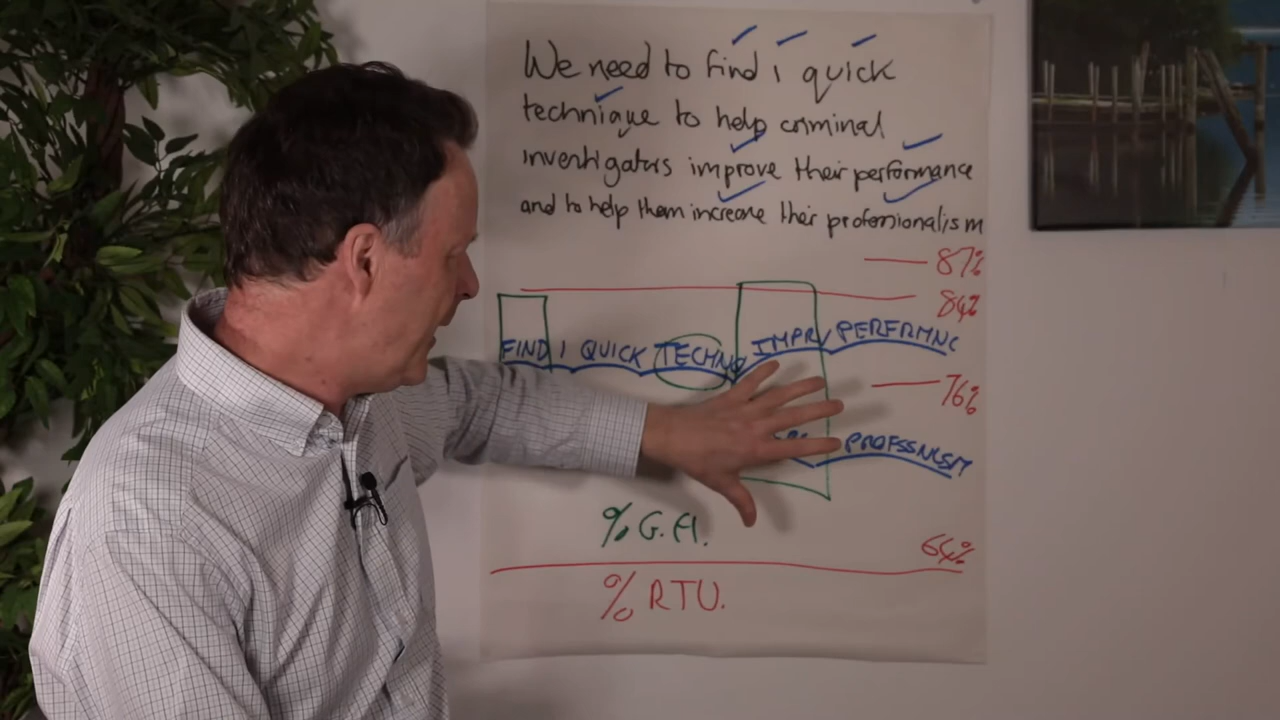 We need to find 1 quick
technique to help criminal
investigators improve their performance
and to help them increase their professionalism
87%
84%
FIND 1 QUICK TECHNQ IMPRV PERFRMNC
76%
PROFSSNLSM
% G.A.
64%
% RTU.